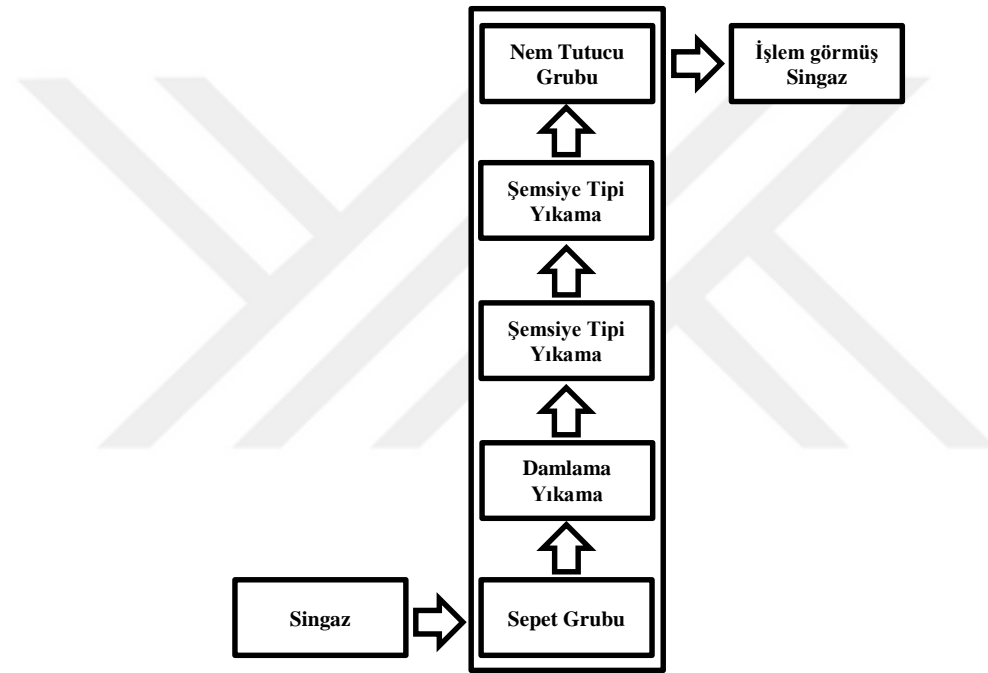 Nem Tutucu
Grubu
İşlem görmüş
Singaz
Şemsiye Tipi
Yıkama
Şemsiye Tipi
Yıkama
Damlama
Yıkama
Singaz
Sepet Grubu